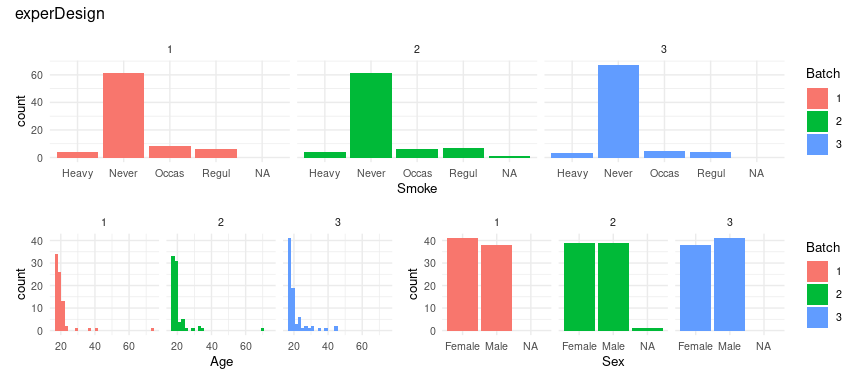 experDesign
1 2 3
60
40
20
0
count
Heavy Never Occas Regul NA Heavy Never Occas Regul NA Heavy Never Occas Regul NA
Smoke
Batch
1
2
3
1 2 3
40
30
20
10
0
count
20 40 60 20 40 60 20 40 60
Age
1 2 3
40
30
20
10
0
count
Female Male NA Female Male NA Female Male NA
Sex
Batch
1
2
3